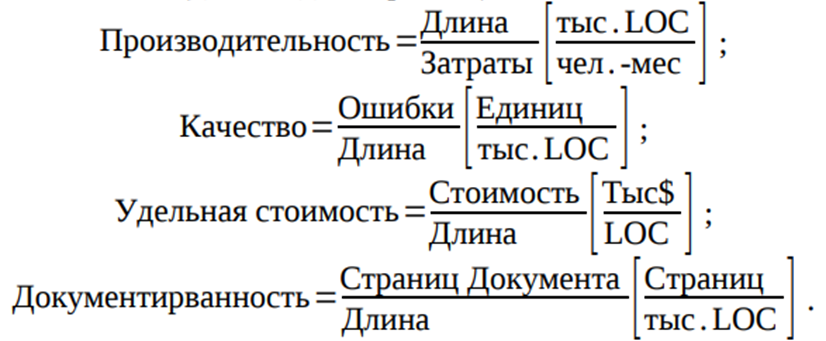 Производительность = Длина / Затраты [тыс. LOC / чел.-мес] ;
Качество = Ошибки / Длина [Единиц / тыс. LOC] ;
Удельная стоимость = Стоимость / Длина [Тыс$ / LOC] ;
Документирванность = Страниц Документа / Длина [Страниц / тыс. LOC] .